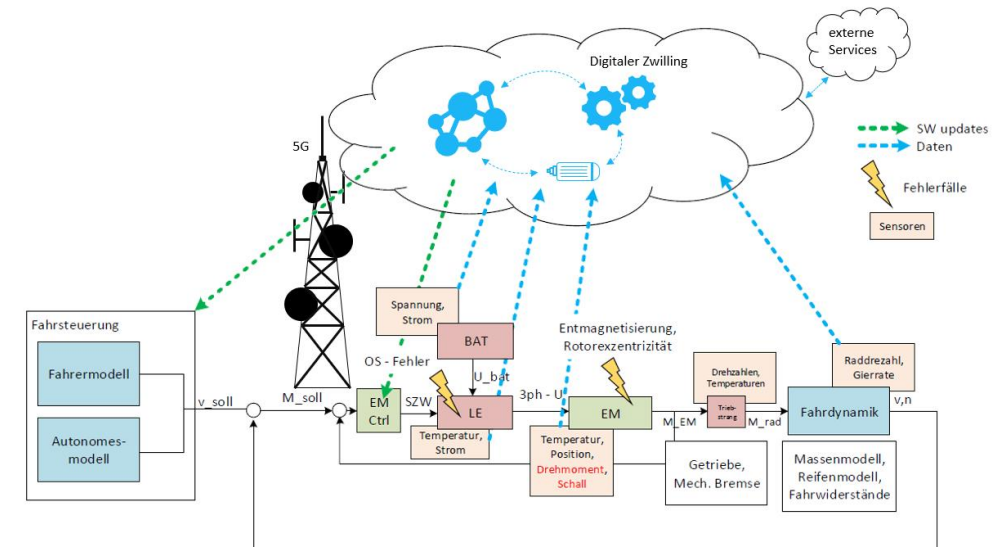 externe
Services
Digitaler Zwilling
SW updates
Daten
Fehlerfälle
Sensoren
5G
Fahrsteuerung
Fahrermodell
Autonomes-
modell
v_soll
M_soll
Spannung,
Strom
BAT
OS - Fehler
U_bat
EM
Ctrl
SZW
LE
Temperatur,
Strom
3ph - U
Entmagnetisierung,
Rotorexzentrizität
EM
Temperatur,
Position,
Drehmoment,
Schall
M_EM
Drehzahlen,
Temperaturen
Trieb-
strang
M_rad
Getriebe,
Mech. Bremse
Raddrezahl,
Gierrate
Fahrdynamik
v,n
Massenmodell,
Reifenmodell,
Fahrwiderstände